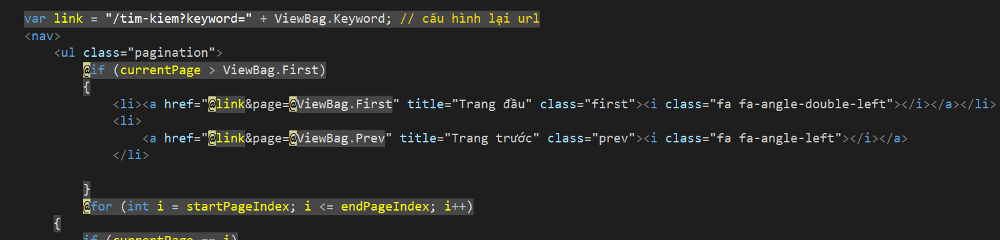 var link = "/tim-kiem?keyword=" + ViewBag.Keyword; // cấu hình lại url
<nav>
    <ul class="pagination">
        @if (currentPage > ViewBag.First)
        {
            <li><a href="@link&page=@ViewBag.First" title="Trang đầu" class="first"><i class="fa fa-angle-double-left"></i></a></li>
            <li>
                <a href="@link&page=@ViewBag.Prev" title="Trang trước" class="prev"><i class="fa fa-angle-left"></i></a>
            </li>
        }
        @for (int i = startPageIndex; i <= endPageIndex; i++)
    {
        if (currentPage == i)